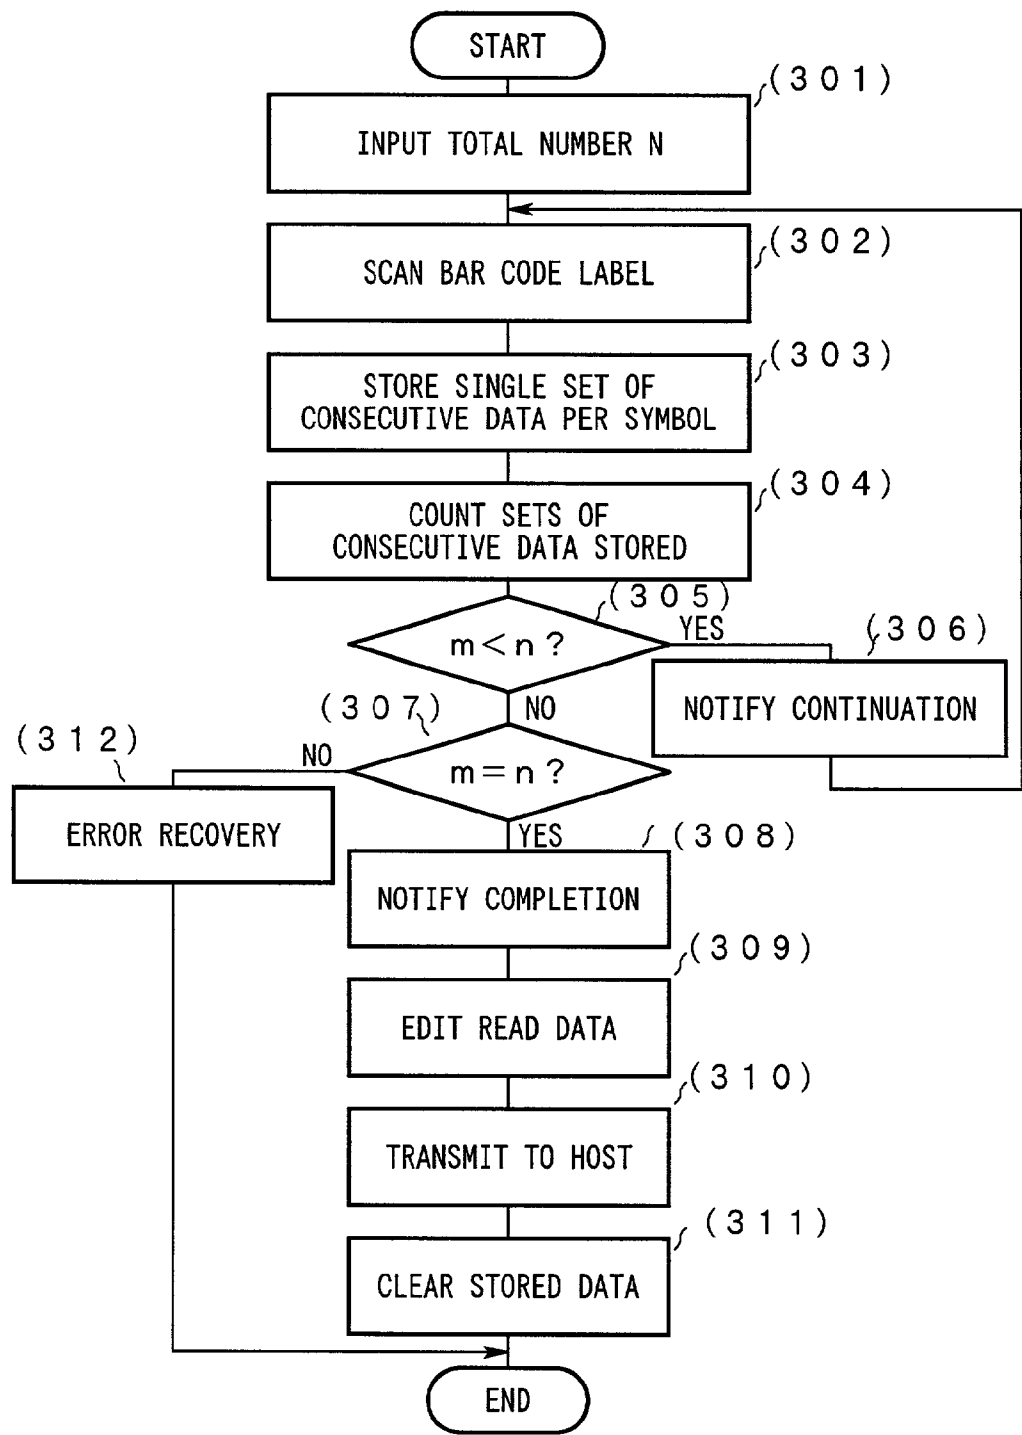 START
(301)
INPUT TOTAL NUMBER N
(302)
SCAN BAR CODE LABEL
(303)
STORE SINGLE SET OF
CONSECUTIVE DATA PER SYMBOL
(304)
COUNT SETS OF
CONSECUTIVE DATA STORED
(305)
m<n?
YES
(306)
NOTIFY CONTINUATION
NO
(307)
m=n?
NO
(312)
ERROR RECOVERY
YES
(308)
NOTIFY COMPLETION
(309)
EDIT READ DATA
(310)
TRANSMIT TO HOST
(311)
CLEAR STORED DATA
END